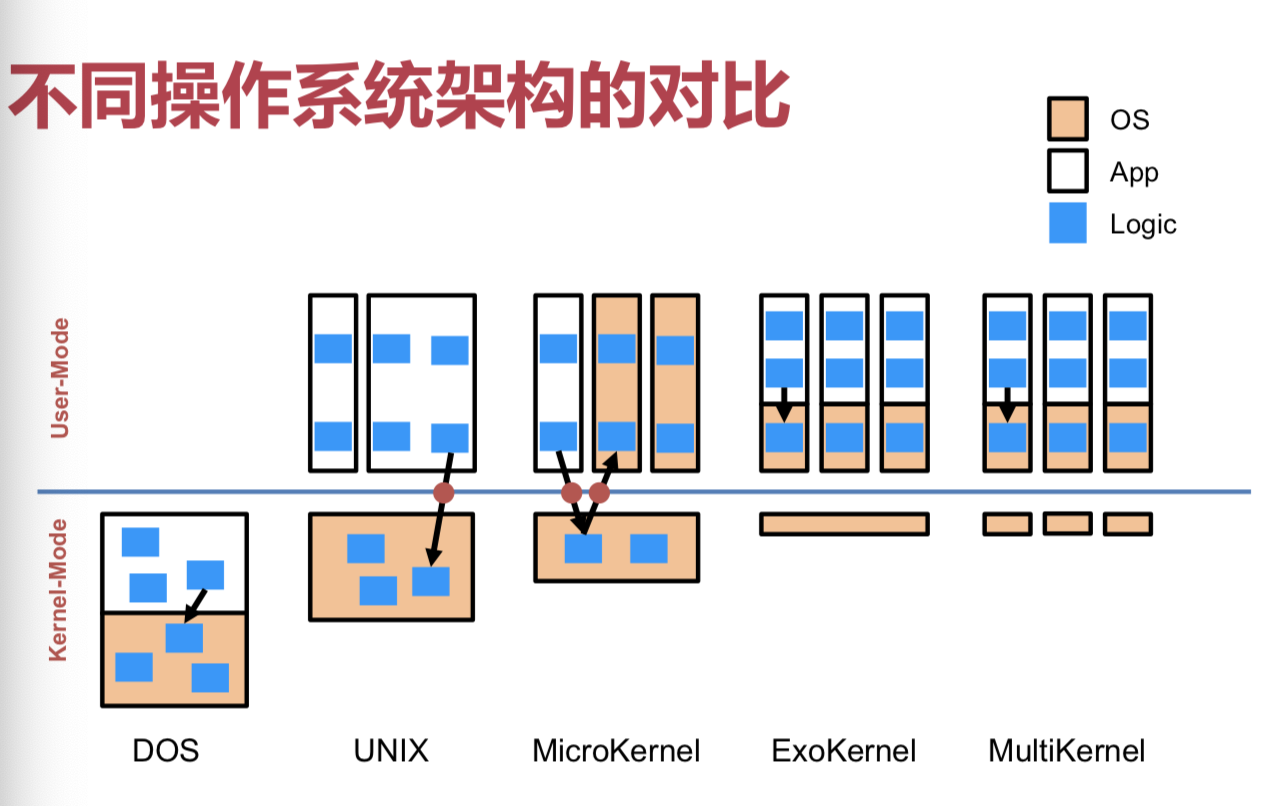 不同操作系统架构的对比
OS
App
Logic
User-Mode
Kernel-Mode
DOS
UNIX
MicroKernel
ExoKernel
MultiKernel